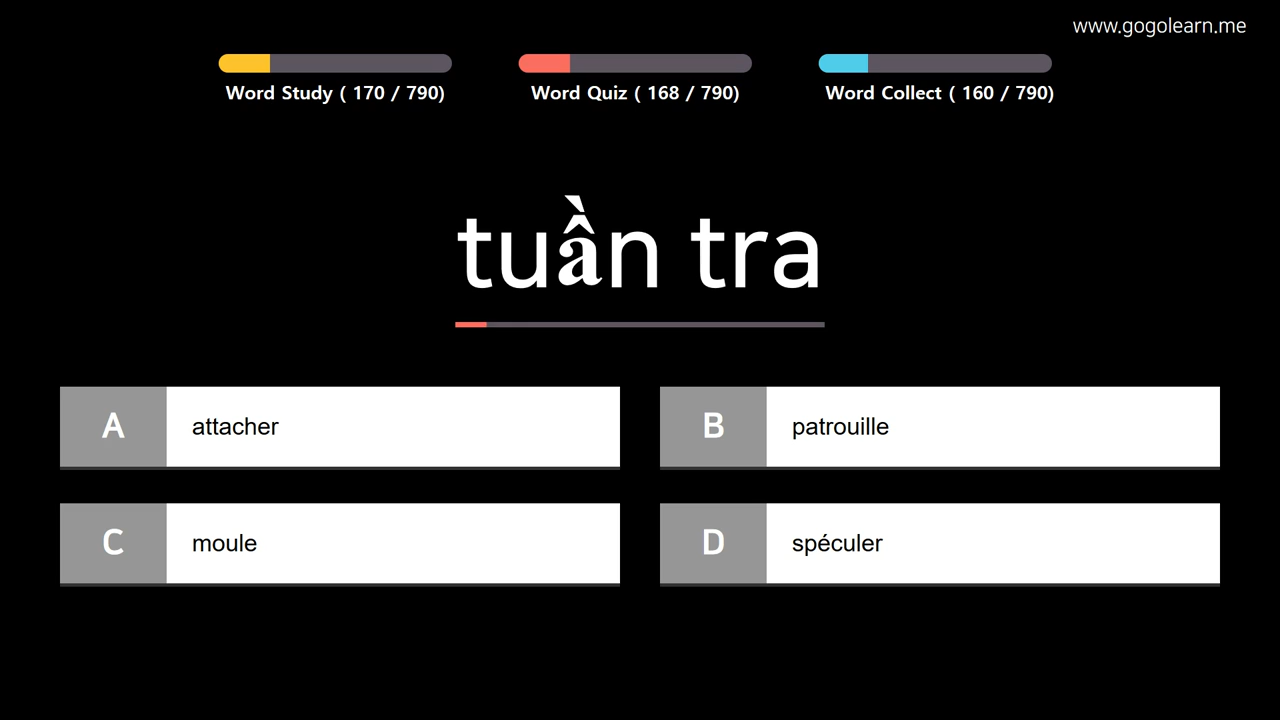 www.gogolearn.me
Word Study ( 170 / 790)
Word Quiz ( 168 / 790)
Word Collect ( 160 / 790)
tuần tra
A attacher
B patrouille
C moule
D spéculer